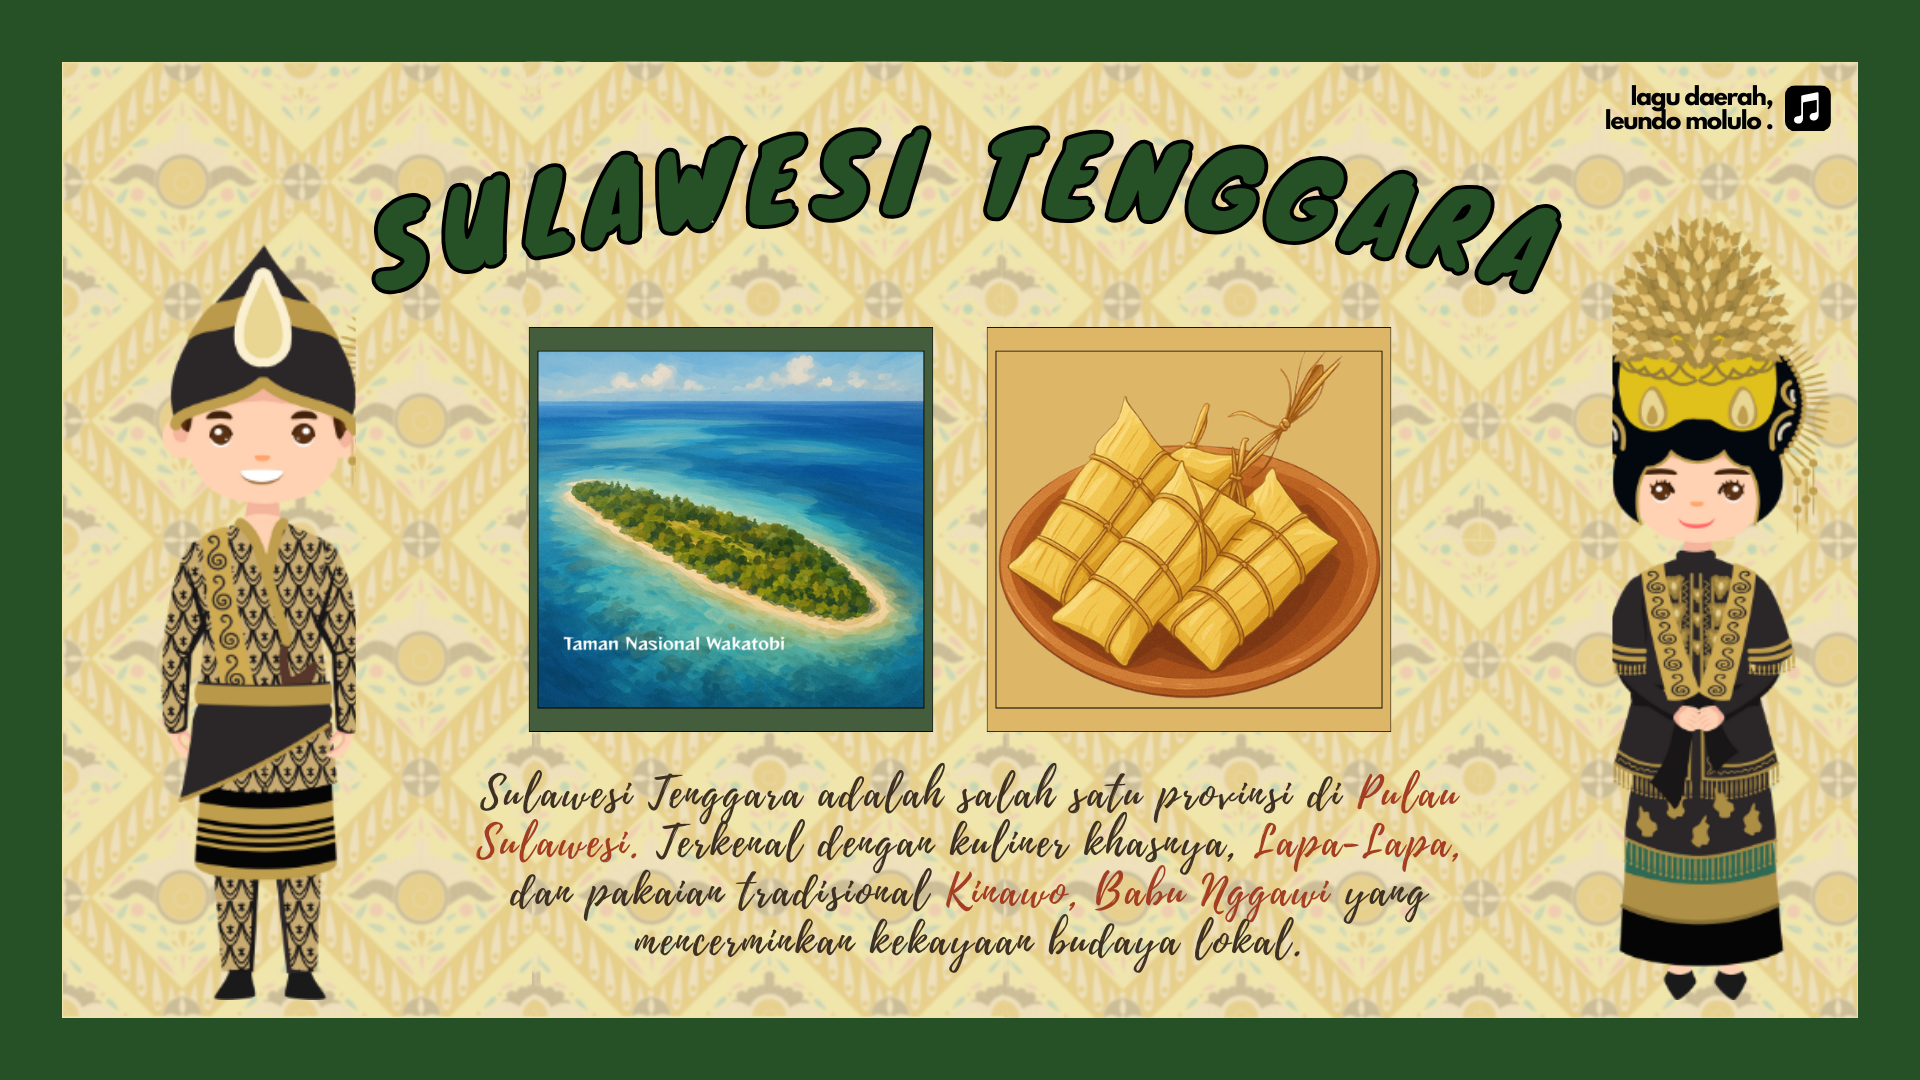 lagu daerah,
leundo molulo .
SULAWESI TENGGARA
Taman Nasional Wakatobi
Sulawesi Tenggara adalah salah satu provinsi di Pulau
Sulawesi. Terkenal dengan kuliner khasnya, Lapa-Lapa,
dan pakaian tradisional Kinawo, Babu Nggawi yang
mencerminkan kekayaan budaya lokal.